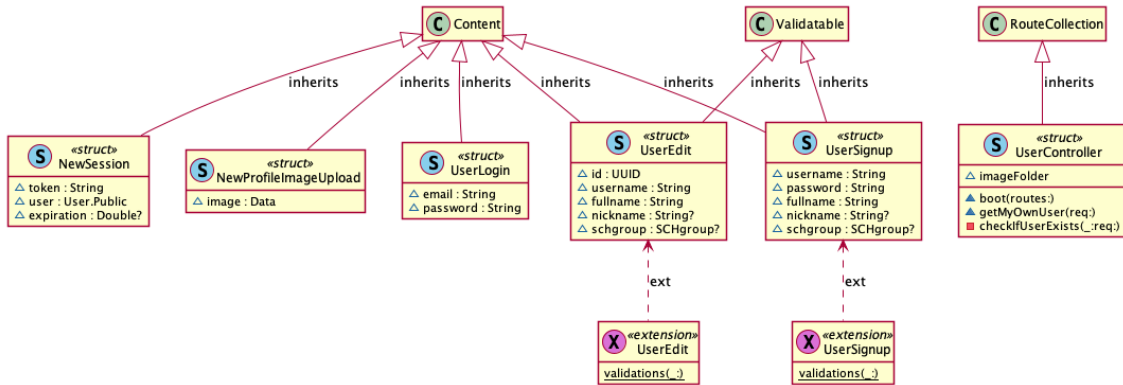 C Content
C Validatable
C RouteCollection
inherits
inherits
inherits
inherits
inherits
inherits
inherits
inherits
S «struct»
NewSession
△ token : String
△ user : User.Public
△ expiration : Double?
S «struct»
NewProfileImageUpload
△ image : Data
S «struct»
UserLogin
△ email : String
△ password : String
S «struct»
UserEdit
△ id : UUID
△ username : String
△ fullname : String
△ nickname : String?
△ schgroup : SCHgroup?
S «struct»
UserSignup
△ username : String
△ password : String
△ fullname : String
△ nickname : String?
△ schgroup : SCHgroup?
S «struct»
UserController
△ imageFolder
▲ boot(routes:)
▲ getMyOwnUser(req:)
■ checkIfUserExists(_:req:)
ext
ext
X «extension»
UserEdit
validations(_:)
X «extension»
UserSignup
validations(_:)